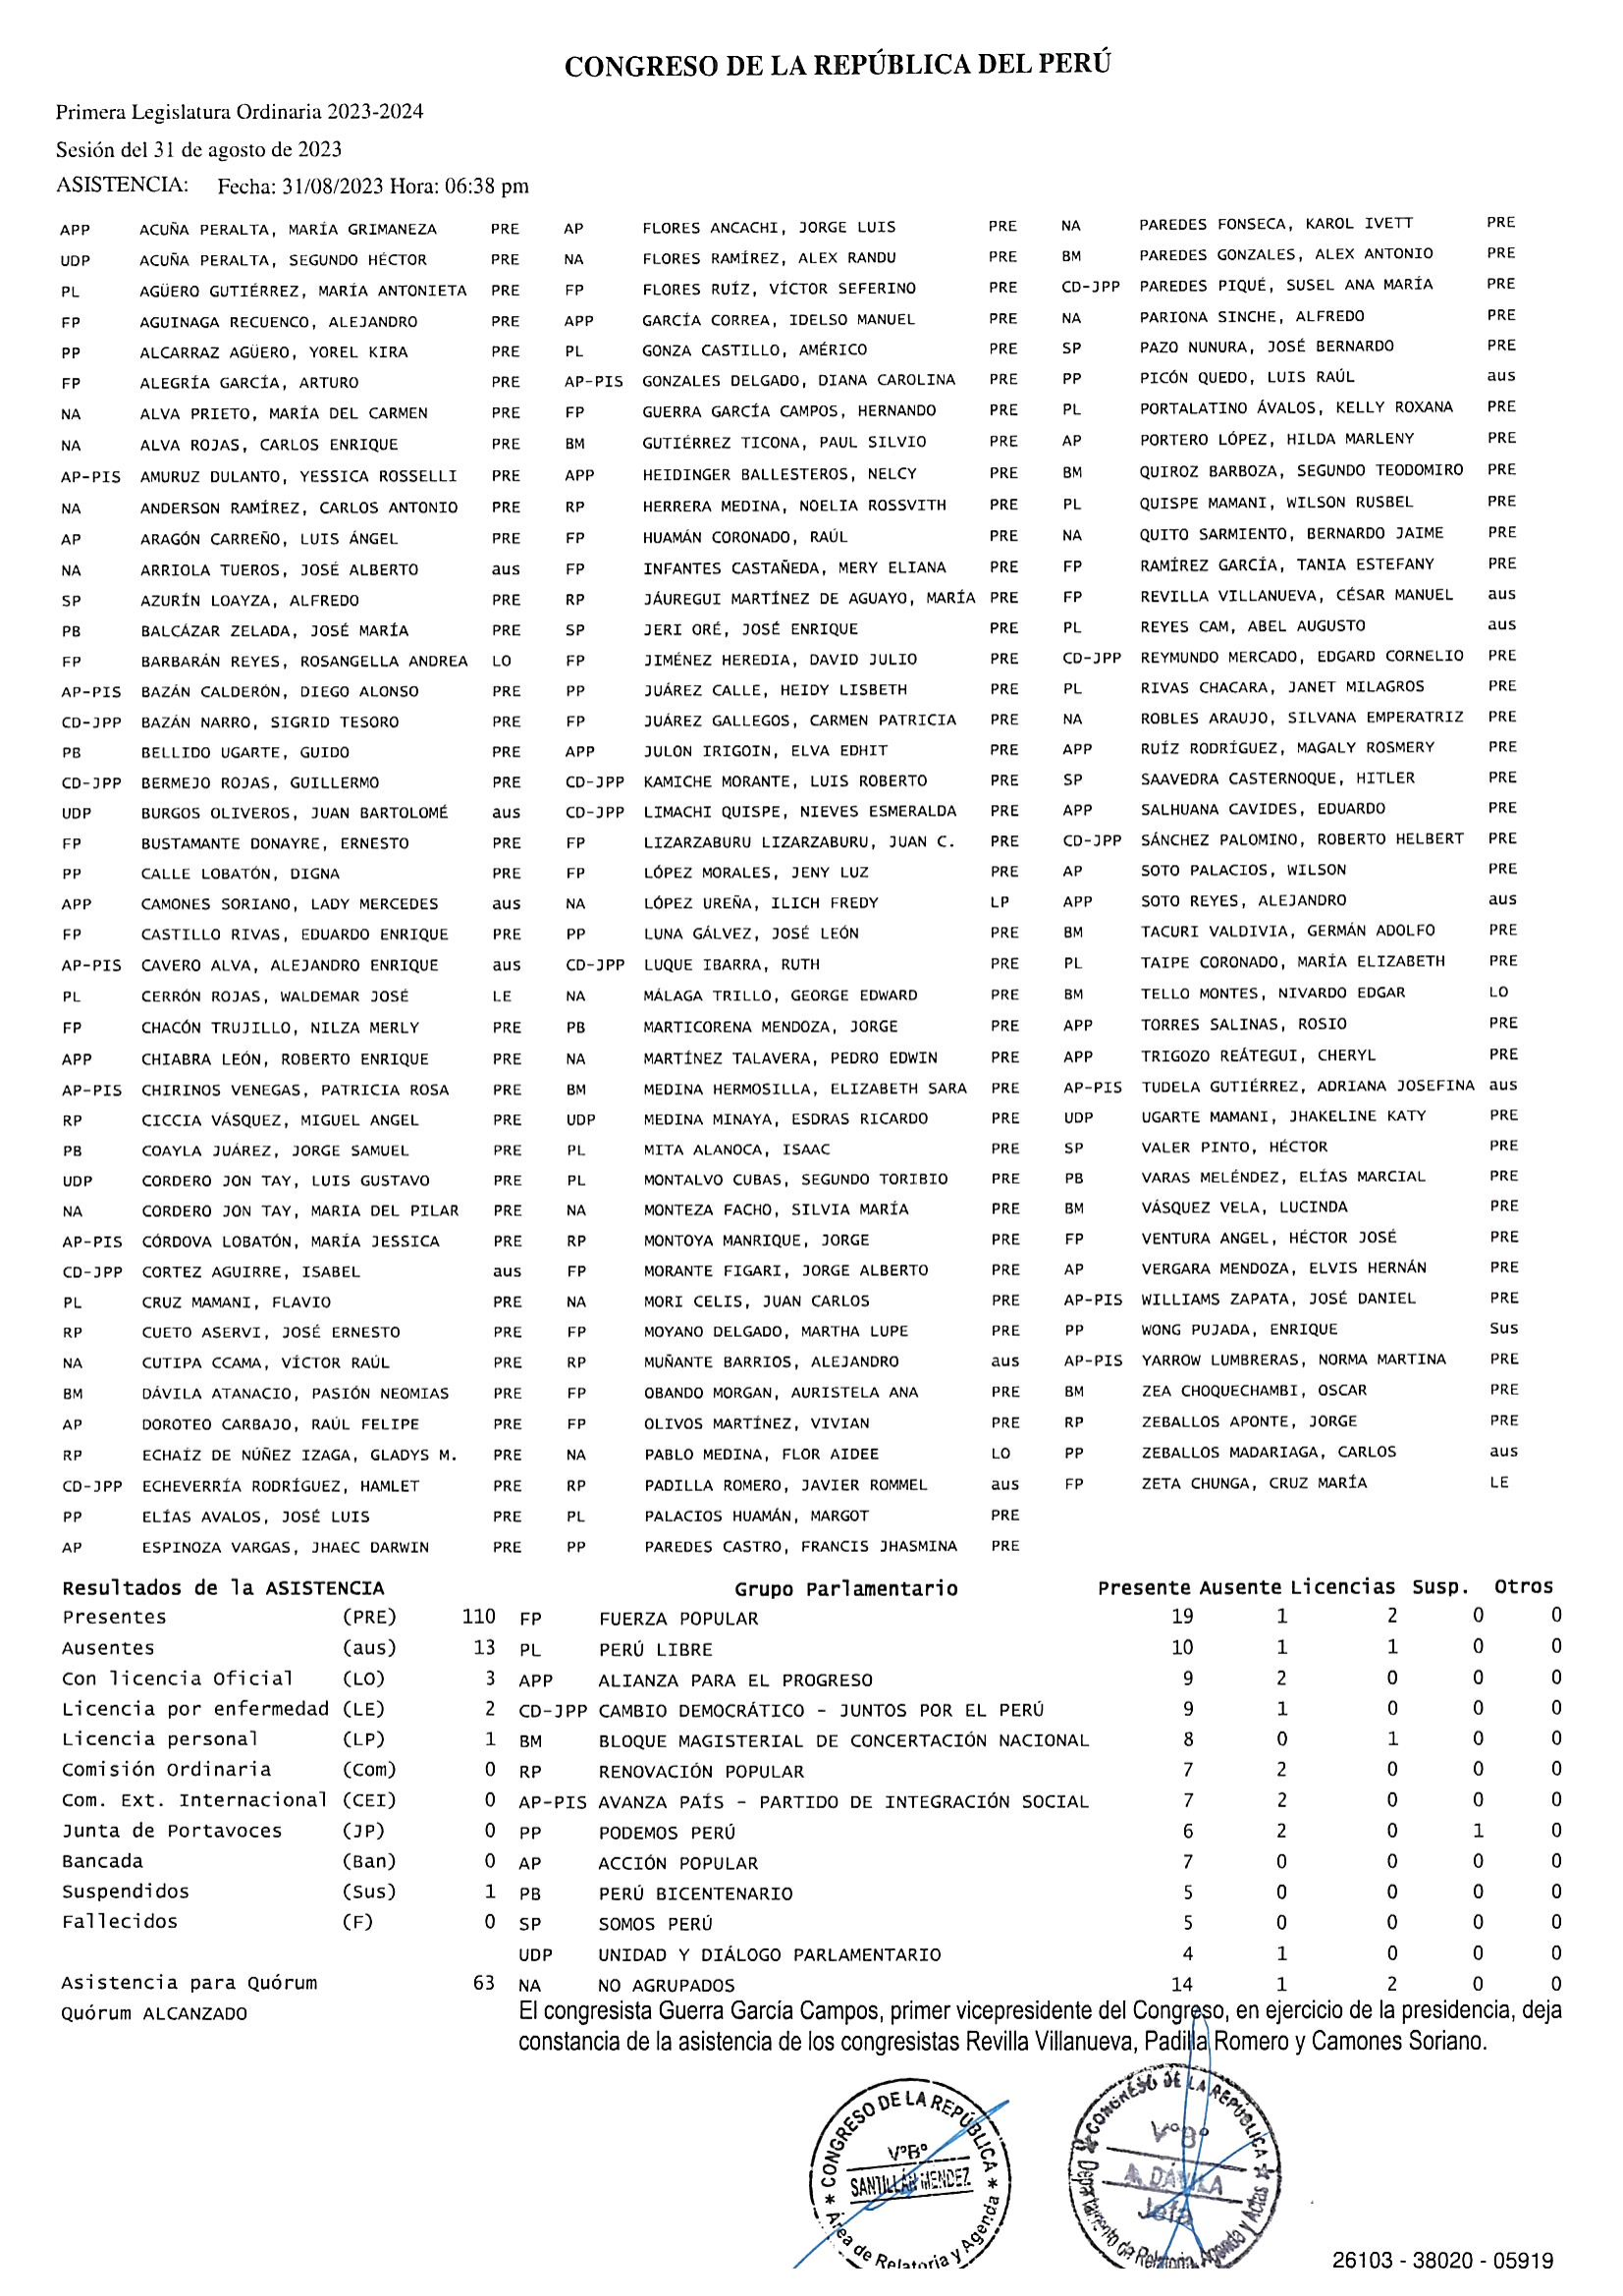 CONGRESO DE LA REPÚBLICA DEL PERÚ
Primera Legislatura Ordinaria 2023-2024
Sesión del 31 de agosto de 2023
ASISTENCIA: Fecha: 31/08/2023 Hora: 06:38 pm
APP ACUÑA PERALTA, MARÍA GRIMANEZA PRE AP FLORES ANCACHI, JORGE LUIS PRE NA PAREDES FONSECA, KAROL IVETT PRE
UDP ACUÑA PERALTA, SEGUNDO HÉCTOR PRE NA FLORES RAMÍREZ, ALEX RANDU PRE BM PAREDES GONZALES, ALEX ANTONIO PRE
PL AGÜERO GUTIÉRREZ, MARÍA ANTONIETA PRE FP FLORES RUÍZ, VÍCTOR SEFERINO PRE CD-JPP PAREDES PIQUÉ, SUSEL ANA MARÍA PRE
FP AGUINAGA RECUENCO, ALEJANDRO PRE APP GARCÍA CORREA, IDELSO MANUEL PRE NA PARIONA SINCHE, ALFREDO PRE
PP ALCARRAZ AGÜERO, YOREL KIRA PRE PL GONZA CASTILLO, AMÉRICO PRE SP PAZO NUNURA, JOSÉ BERNARDO PRE
FP ALEGRÍA GARCÍA, ARTURO PRE AP-PIS GONZALES DELGADO, DIANA CAROLINA PRE PP PICÓN QUEDO, LUIS RAÚL aus
NA ALVA PRIETO, MARÍA DEL CARMEN PRE FP GUERRA GARCÍA CAMPOS, HERNANDO PRE PL PORTALATINO ÁVALOS, KELLY ROXANA PRE
NA ALVA ROJAS, CARLOS ENRIQUE PRE BM GUTIÉRREZ TICONA, PAUL SILVIO PRE AP PORTERO LÓPEZ, HILDA MARLENY PRE
AP-PIS AMURUZ DULANTO, YESSICA ROSSELLI PRE APP HEIDINGER BALLESTEROS, NELCY PRE BM QUIROZ BARBOZA, SEGUNDO TEODOMIRO PRE
NA ANDERSON RAMÍREZ, CARLOS ANTONIO PRE RP HERRERA MEDINA, NOELIA ROSSVITH PRE PL QUISPE MAMANI, WILSON RUSBEL PRE
AP ARAGÓN CARREÑO, LUIS ÁNGEL PRE FP HUAMÁN CORONADO, RAÚL PRE NA QUITO SARMIENTO, BERNARDO JAIME PRE
NA ARRIOLA TUEROS, JOSÉ ALBERTO aus FP INFANTES CASTAÑEDA, MERY ELIANA PRE FP RAMÍREZ GARCÍA, TANIA ESTEFANY PRE
SP AZURÍN LOAYZA, ALFREDO PRE RP JÁUREGUI MARTÍNEZ DE AGUAYO, MARÍA PRE FP REVILLA VILLANUEVA, CÉSAR MANUEL aus
PB BALCÁZAR ZELADA, JOSÉ MARÍA PRE SP JERI ORÉ, JOSÉ ENRIQUE PRE PL REYES CAM, ABEL AUGUSTO aus
FP BARBARÁN REYES, ROSANGELLA ANDREA LO FP JIMÉNEZ HEREDIA, DAVID JULIO PRE CD-JPP REYMUNDO MERCADO, EDGARD CORNELIO PRE
AP-PIS BAZÁN CALDERÓN, DIEGO ALONSO PRE PP JUÁREZ CALLE, HEIDY LISBETH PRE PL RIVAS CHACARA, JANET MILAGROS PRE
CD-JPP BAZÁN NARRO, SIGRID TESORO PRE FP JUÁREZ GALLEGOS, CARMEN PATRICIA PRE NA ROBLES ARAUJO, SILVANA EMPERATRIZ PRE
PB BELLIDO UGARTE, GUIDO PRE APP JULON IRIGOIN, ELVA EDHIT PRE APP RUÍZ RODRÍGUEZ, MAGALY ROSMERY PRE
CD-JPP BERMEJO ROJAS, GUILLERMO PRE CD-JPP KAMICHE MORANTE, LUIS ROBERTO PRE SP SAAVEDRA CASTERNOQUE, HITLER PRE
UDP BURGOS OLIVEROS, JUAN BARTOLOMÉ aus CD-JPP LIMACHI QUISPE, NIEVES ESMERALDA PRE APP SALHUANA CAVIDES, EDUARDO PRE
FP BUSTAMANTE DONAYRE, ERNESTO PRE FP LIZARZABURU LIZARZABURU, JUAN C. PRE CD-JPP SÁNCHEZ PALOMINO, ROBERTO HELBERT PRE
PP CALLE LOBATÓN, DIGNA PRE FP LÓPEZ MORALES, JENY LUZ PRE AP SOTO PALACIOS, WILSON PRE
APP CAMONES SORIANO, LADY MERCEDES aus NA LÓPEZ UREÑA, ILICH FREDY LP APP SOTO REYES, ALEJANDRO aus
FP CASTILLO RIVAS, EDUARDO ENRIQUE PRE PP LUNA GÁLVEZ, JOSÉ LEÓN PRE BM TACURI VALDIVIA, GERMÁN ADOLFO PRE
AP-PIS CAVERO ALVA, ALEJANDRO ENRIQUE aus CD-JPP LUQUE IBARRA, RUTH PRE PL TAIPE CORONADO, MARÍA ELIZABETH PRE
PL CERRÓN ROJAS, WALDEMAR JOSÉ LE NA MÁLAGA TRILLO, GEORGE EDWARD PRE BM TELLO MONTES, NIVARDO EDGAR LO
FP CHACÓN TRUJILLO, NILZA MERLY PRE PB MARTICORENA MENDOZA, JORGE PRE APP TORRES SALINAS, ROSIO PRE
APP CHIABRA LEÓN, ROBERTO ENRIQUE PRE NA MARTÍNEZ TALAVERA, PEDRO EDWIN PRE APP TRIGOZO REÁTEGUI, CHERYL PRE
AP-PIS CHIRINOS VENEGAS, PATRICIA ROSA PRE BM MEDINA HERMOSILLA, ELIZABETH SARA PRE AP-PIS TUDELA GUTIÉRREZ, ADRIANA JOSEFINA aus
RP CICCIA VÁSQUEZ, MIGUEL ANGEL PRE UDP MEDINA MINAYA, ESDRAS RICARDO PRE UDP UGARTE MAMANI, JHAKELINE KATY PRE
PB COAYLA JUÁREZ, JORGE SAMUEL PRE PL MITA ALANOCA, ISAAC PRE SP VALER PINTO, HÉCTOR PRE
UDP CORDERO JON TAY, LUIS GUSTAVO PRE PL MONTALVO CUBAS, SEGUNDO TORIBIO PRE PB VARAS MELÉNDEZ, ELÍAS MARCIAL PRE
NA CORDERO JON TAY, MARIA DEL PILAR PRE NA MONTEZA FACHO, SILVIA MARÍA PRE BM VÁSQUEZ VELA, LUCINDA PRE
AP-PIS CÓRDOVA LOBATÓN, MARÍA JESSICA PRE RP MONTOYA MANRIQUE, JORGE PRE FP VENTURA ANGEL, HÉCTOR JOSÉ PRE
CD-JPP CORTEZ AGUIRRE, ISABEL aus FP MORANTE FIGARI, JORGE ALBERTO PRE AP VERGARA MENDOZA, ELVIS HERNÁN PRE
PL CRUZ MAMANI, FLAVIO PRE NA MORI CELIS, JUAN CARLOS PRE AP-PIS WILLIAMS ZAPATA, JOSÉ DANIEL PRE
RP CUETO ASERVI, JOSÉ ERNESTO PRE FP MOYANO DELGADO, MARTHA LUPE PRE PP WONG PUJADA, ENRIQUE Sus
NA CUTIPA CCAMA, VÍCTOR RAÚL PRE RP MUÑANTE BARRIOS, ALEJANDRO aus AP-PIS YARROW LUMBRERAS, NORMA MARTINA PRE
BM DÁVILA ATANACIO, PASIÓN NEOMIAS PRE FP OBANDO MORGAN, AURISTELA ANA PRE BM ZEA CHOQUECHAMBI, OSCAR PRE
AP DOROTEO CARBAJO, RAÚL FELIPE PRE FP OLIVOS MARTÍNEZ, VIVIAN PRE RP ZEBALLOS APONTE, JORGE PRE
RP ECHAÍZ DE NÚÑEZ IZAGA, GLADYS M. PRE NA PABLO MEDINA, FLOR AIDEE LO PP ZEBALLOS MADARIAGA, CARLOS aus
CD-JPP ECHEVERRÍA RODRÍGUEZ, HAMLET PRE RP PADILLA ROMERO, JAVIER ROMMEL aus FP ZETA CHUNGA, CRUZ MARÍA LE
PP ELÍAS AVALOS, JOSÉ LUIS PRE PL PALACIOS HUAMÁN, MARGOT PRE
AP ESPINOZA VARGAS, JHAEC DARWIN PRE PP PAREDES CASTRO, FRANCIS JHASMINA PRE
Resultados de la ASISTENCIA Grupo Parlamentario Presente Ausente Licencias Susp. Otros
Presentes (PRE) 110 FP FUERZA POPULAR 19 1 2 0 0
Ausentes (aus) 13 PL PERÚ LIBRE 10 1 1 0 0
Con licencia Oficial (LO) 3 APP ALIANZA PARA EL PROGRESO 9 2 0 0 0
Licencia por enfermedad (LE) 2 CD-JPP CAMBIO DEMOCRÁTICO - JUNTOS POR EL PERÚ 9 1 0 0 0
Licencia personal (LP) 1 BM BLOQUE MAGISTERIAL DE CONCERTACIÓN NACIONAL 8 0 1 0 0
Comisión Ordinaria (Com) 0 RP RENOVACIÓN POPULAR 7 2 0 0 0
Com. Ext. Internacional (CEI) 0 AP-PIS AVANZA PAÍS - PARTIDO DE INTEGRACIÓN SOCIAL 7 2 0 0 0
Junta de Portavoces (JP) 0 PP PODEMOS PERÚ 6 2 0 1 0
Bancada (Ban) 0 AP ACCIÓN POPULAR 7 0 0 0 0
Suspendidos (Sus) 1 PB PERÚ BICENTENARIO 5 0 0 0 0
Fallecidos (F) 0 SP SOMOS PERÚ 5 0 0 0 0
UDP UNIDAD Y DIÁLOGO PARLAMENTARIO 4 1 0 0 0
Asistencia para Quórum 63 NA NO AGRUPADOS 14 1 2 0 0
Quórum ALCANZADO
El congresista Guerra García Campos, primer vicepresidente del Congreso, en ejercicio de la presidencia, deja
constancia de la asistencia de los congresistas Revilla Villanueva, Padilla Romero y Camones Soriano.
CONGRESO DE LA REPÚBLICA
V°B°
SANTILLÁN MENDEZ
Área de Relatoría y Agenda
CONGRESO DE LA REPÚBLICA
V°B°
A. DÁVILA
Jefa
Departamento de Relatoría, Agenda y Actas
26103 - 38020 - 05919